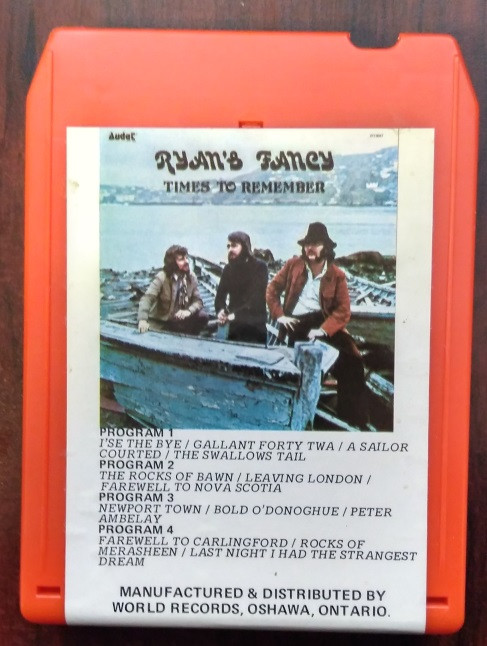 Audat
RYAN'S FANCY
TIMES TO REMEMBER
PROGRAM 1
I'SE THE BYE / GALLANT FORTY TWA / A SAILOR
COURTED / THE SWALLOWS TAIL
PROGRAM 2
THE ROCKS OF BAWN / LEAVING LONDON /
FAREWELL TO NOVA SCOTIA
PROGRAM 3
NEWPORT TOWN / BOLD O'DONOGHUE / PETER
AMBELAY
PROGRAM 4
FAREWELL TO CARLINGFORD / ROCKS OF
MERASHEEN / LAST NIGHT I HAD THE STRANGEST
DREAM
MANUFACTURED & DISTRIBUTED BY
WORLD RECORDS, OSHAWA, ONTARIO.